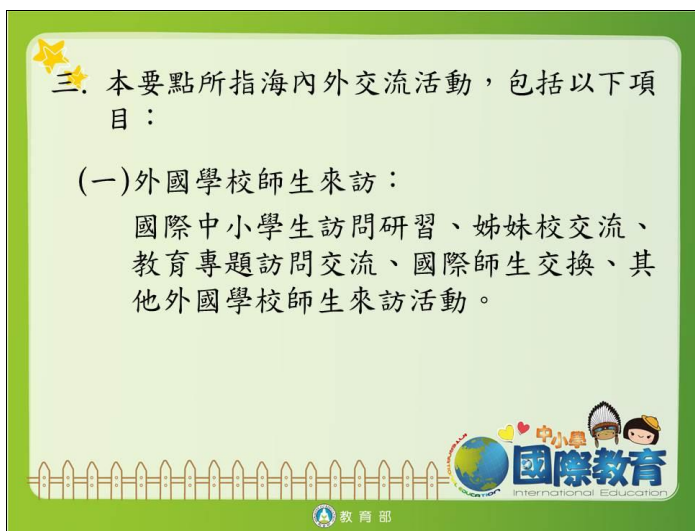 三. 本要點所指海內外交流活動，包括以下項
目：
(一)外國學校師生來訪：
國際中小學生訪問研習、姊妹校交流、
教育專題訪問交流、國際師生交換、其
他外國學校師生來訪活動。
中小學
國際教育
International Education
教育部